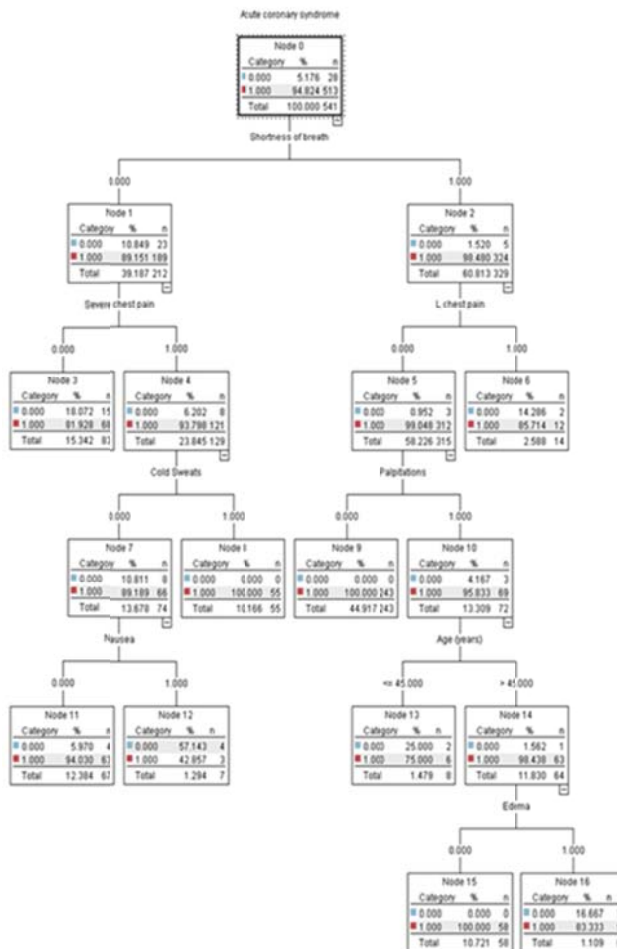 Acute coronary syndrome
Node 0
Category % n
0.000 5.176 28
1.000 94.824 513
Total 100.000 541
Shortness of breath
0.000 1.000
Node 1
Category % n
0.000 10.849 23
1.000 89.151 189
Total 39.187 212
Node 2
Category % n
0.000 1.520 5
1.000 98.480 324
Total 60.813 329
Severe chest pain
L chest pain
0.000 1.000
0.000 1.000
Node 3
Category % n
0.000 18.072 15
1.000 81.928 68
Total 15.342 83
Node 4
Category % n
0.000 6.202 8
1.000 93.798 121
Total 23.845 129
Node 5
Category % n
0.000 0.952 3
1.000 99.048 312
Total 58.226 315
Node 6
Category % n
0.000 14.286 2
1.000 85.714 12
Total 2.588 14
Cold Sweats
Palpitations
0.000 1.000
0.000 1.000
Node 7
Category % n
0.000 10.811 8
1.000 89.189 66
Total 13.678 74
Node
Category % n
0.000 0.000 0
1.000 100.000 55
Total 10.166 55
Node 9
Category % n
0.000 0.000 0
1.000 100.000 243
Total 44.917 243
Node 10
Category % n
0.000 4.167 3
1.000 95.833 69
Total 13.309 72
Nausea
Age (years)
0.000 1.000
<= 45.000 > 45.000
Node 11
Category % n
0.000 5.970 4
1.000 94.030 63
Total 12.384 67
Node 12
Category % n
0.000 57.143 4
1.000 42.857 3
Total 1.294 7
Node 13
Category % n
0.000 25.000 2
1.000 75.000 6
Total 1.479 8
Node 14
Category % n
0.000 1.562 1
1.000 98.438 63
Total 11.830 64
Edema
0.000 1.000
Node 15
Category % n
0.000 0.000 0
1.000 100.000 58
Total 10.721 58
Node 16
Category % n
0.000 16.667
1.000 83.333
Total 1.109